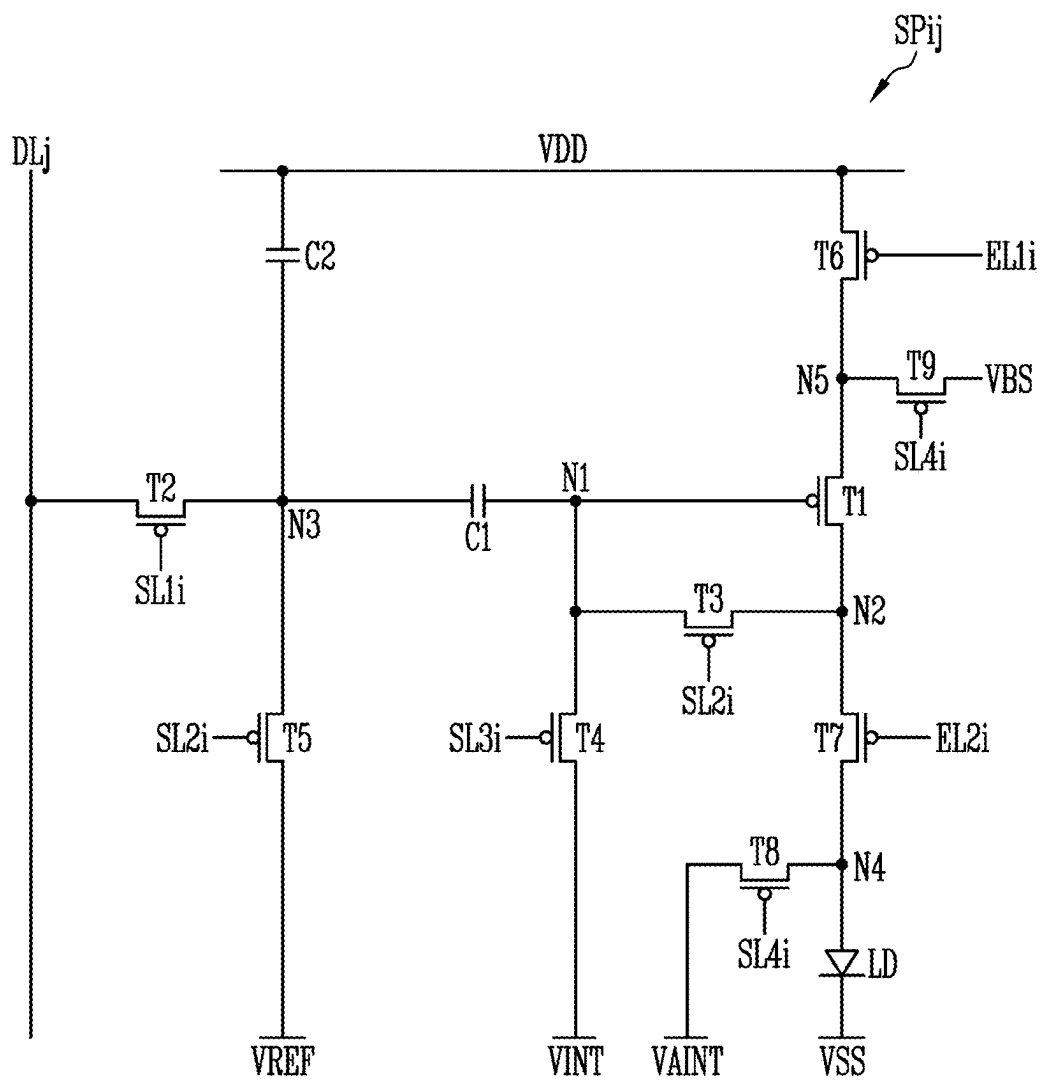 SPij
DLj
VDD
C2
T6
EL1i
N5
T9
VBS
SL4i
T2
N3
SL1i
C1
N1
T1
T3
N2
SL2i
SL2i
T5
SL3i
T4
T7
EL2i
T8
N4
SL4i
LD
VREF
VINT
VAINT
VSS